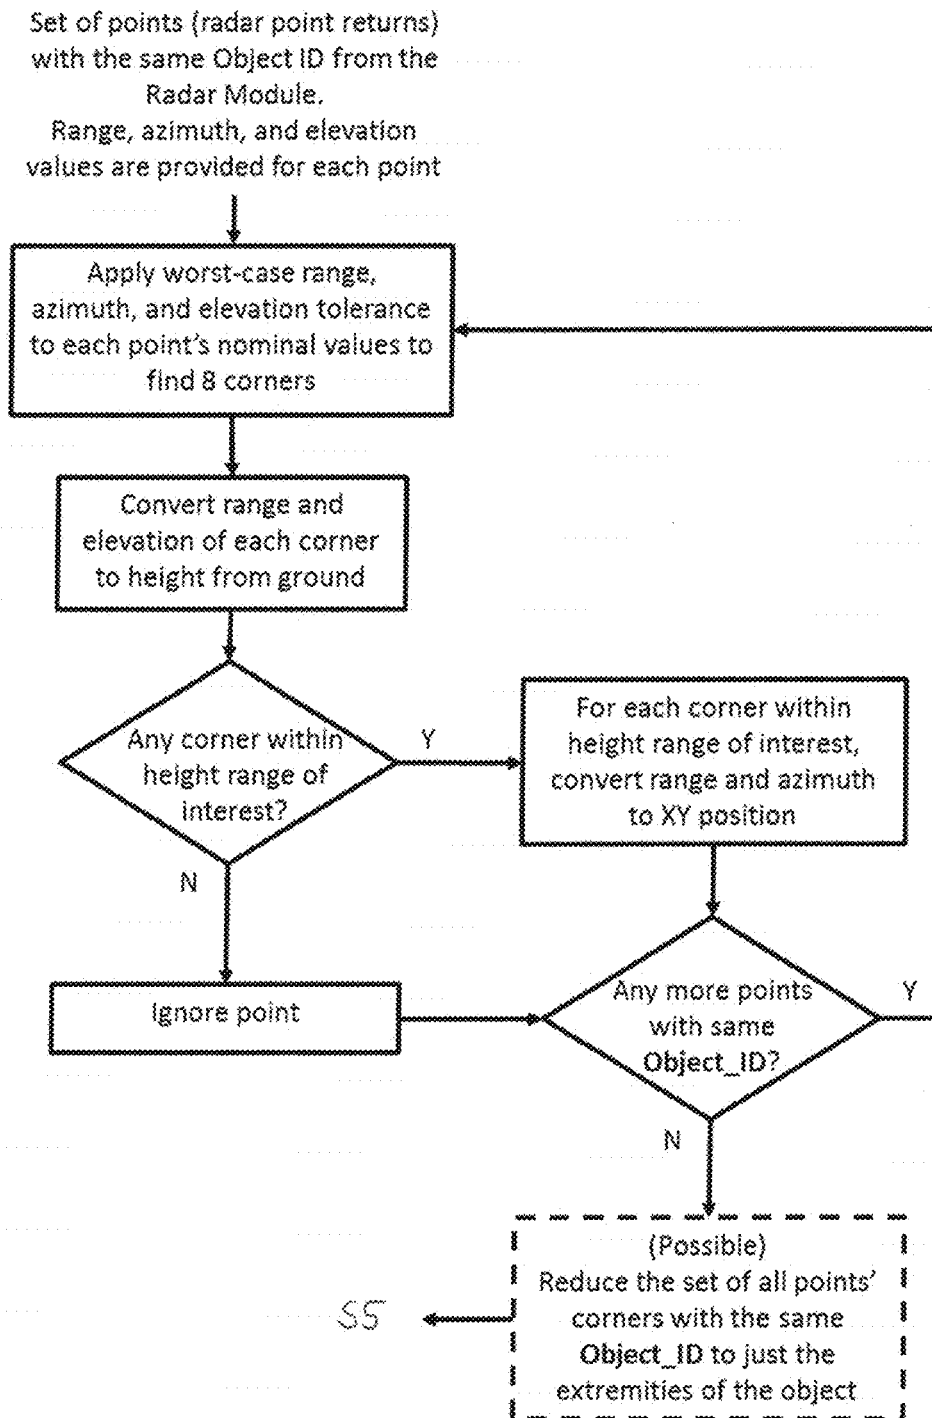 Set of points (radar point returns)
with the same Object ID from the
Radar Module.
Range, azimuth, and elevation
values are provided for each point
Apply worst-case range,
azimuth, and elevation tolerance
to each point's nominal values to
find 8 corners
Convert range and
elevation of each corner
to height from ground
Any corner within
height range of
interest?
Y
N
For each corner within
height range of interest,
convert range and azimuth
to XY position
Ignore point
Any more points
with same
Object_ID?
Y
N
(Possible)
Reduce the set of all points'
corners with the same
Object_ID to just the
extremities of the object
S5